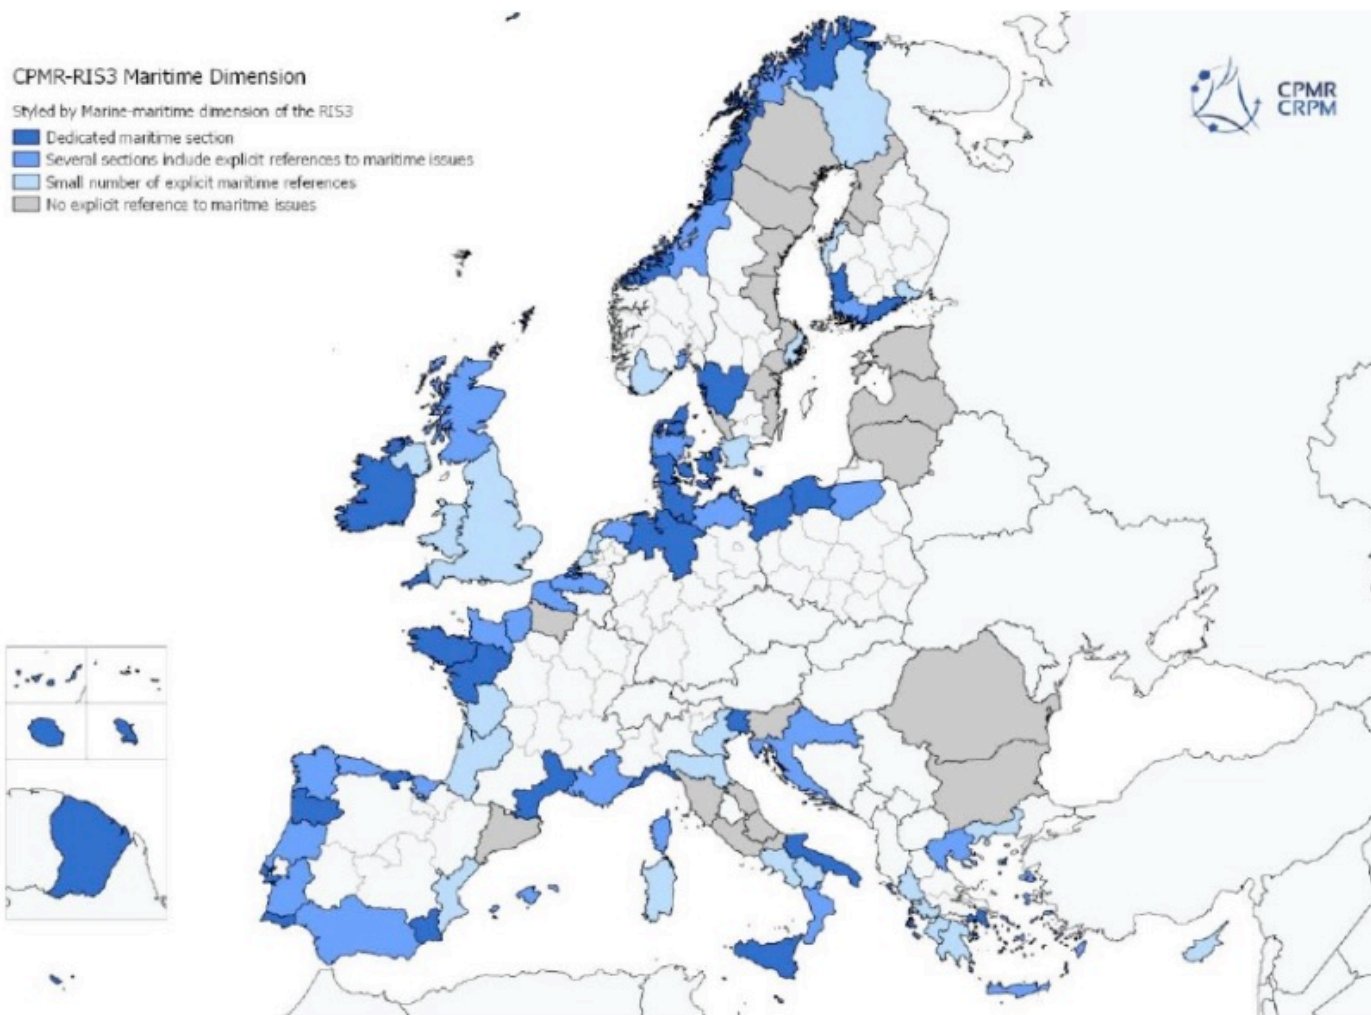 CPMR-RIS3 Maritime Dimension
Styled by Marine-maritime dimension of the RIS3
Dedicated maritime section
Several sections include explicit references to maritime issues
Small number of explicit maritime references
No explicit reference to maritme issues
CPMR
CRPM